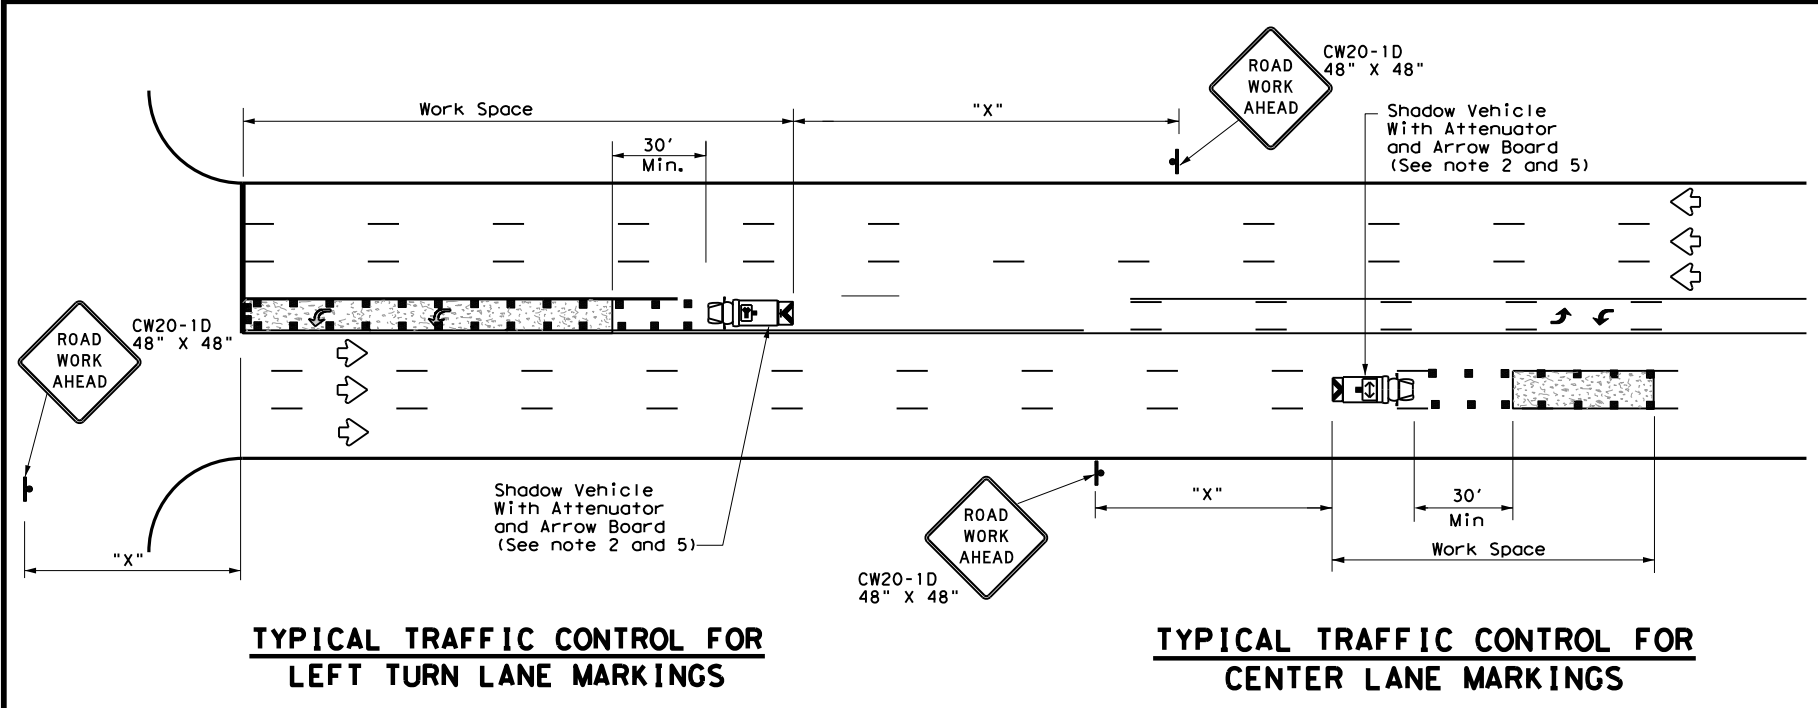 ROAD
WORK
AHEAD
CW20-1D
48" X 48"
Work Space
"X"
30'
Min.
Shadow Vehicle
With Attenuator
and Arrow Board
(See note 2 and 5)
ROAD
WORK
AHEAD
CW20-1D
48" X 48"
Shadow Vehicle
With Attenuator
and Arrow Board
(See note 2 and 5)
"X"
ROAD
WORK
AHEAD
CW20-1D
48" X 48"
"X"
30'
Min
Work Space
TYPICAL TRAFFIC CONTROL FOR
LEFT TURN LANE MARKINGS
TYPICAL TRAFFIC CONTROL FOR
CENTER LANE MARKINGS